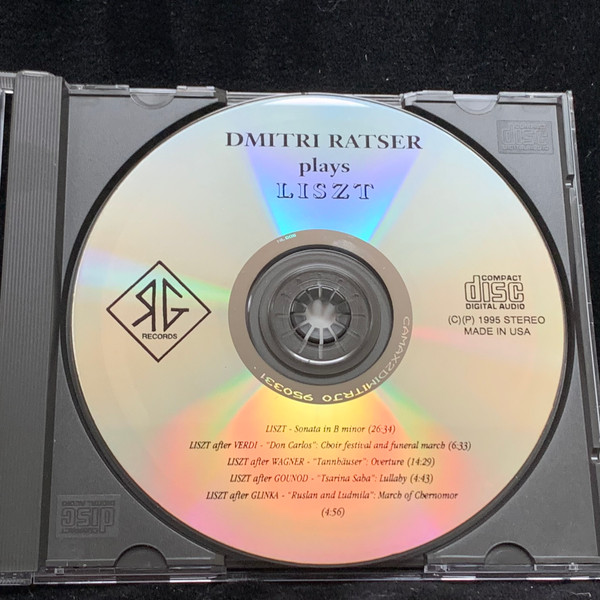 DMITRI RATSER
plays
LISZT
ЯG
RECORDS
COMPACT
disc
DIGITAL AUDIO
(C)(P) 1995 STEREO
MADE IN USA
LISZT - Sonata in B minor (26:34)
LISZT after VERDI - "Don Carlos": Choir festival and funeral march (6:33)
LISZT after WAGNER - "Tannhäuser": Overture (14:29)
LISZT after GOUNOD - "Tsarina Saba": Lullaby (4:43)
LISZT after GLINKA - "Ruslan and Ludmila": March of Chernomor
(4:56)
disc